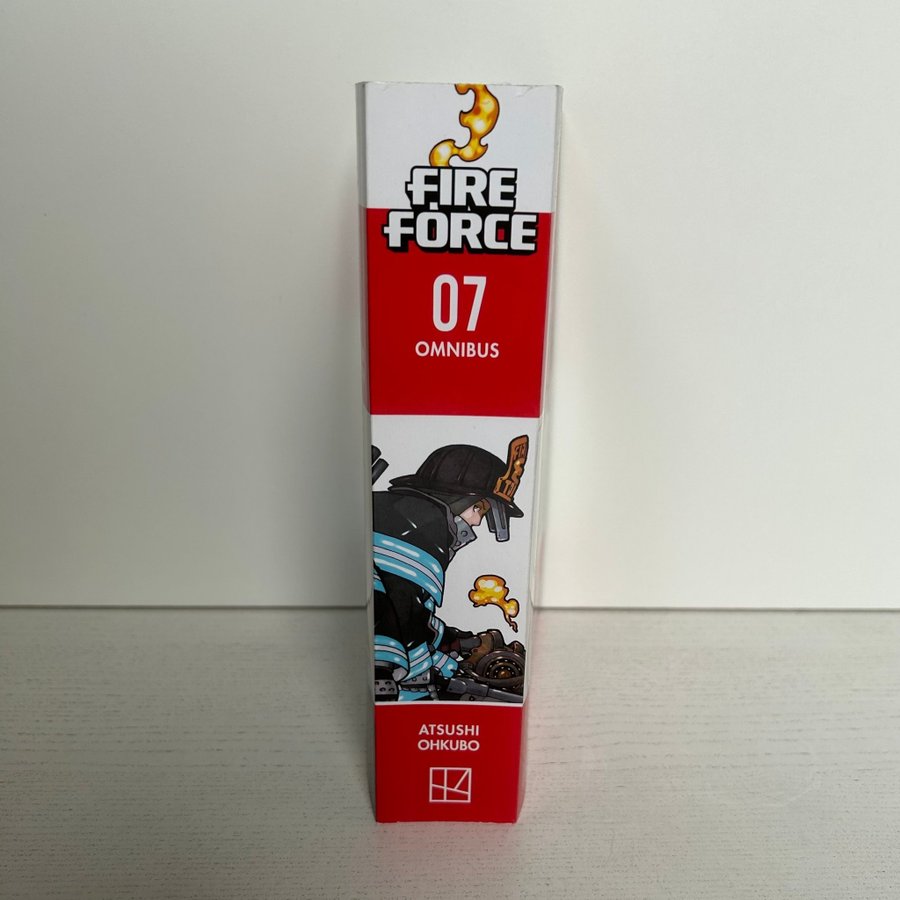 FIRE
FORCE
07
OMNIBUS
ATSUSHI
OHKUBO